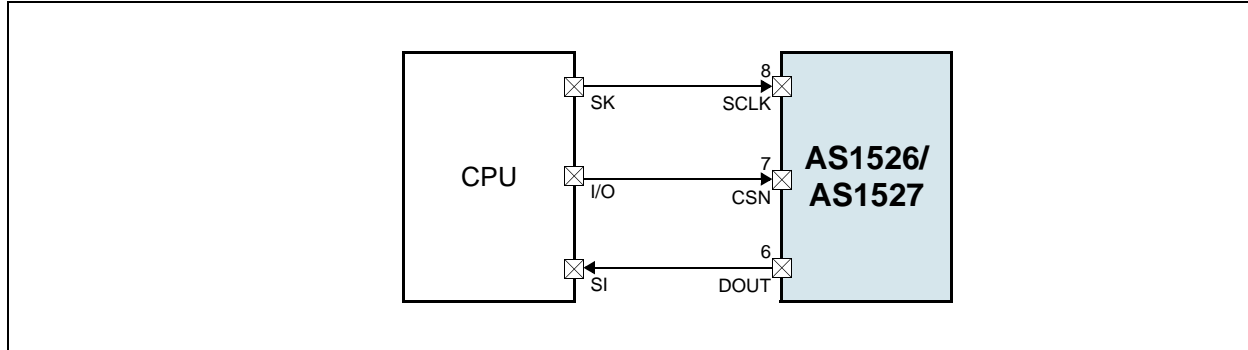 8
SK
SCLK
CPU
7
AS1526/
AS1527
I/O
CSN
6
SI
DOUT